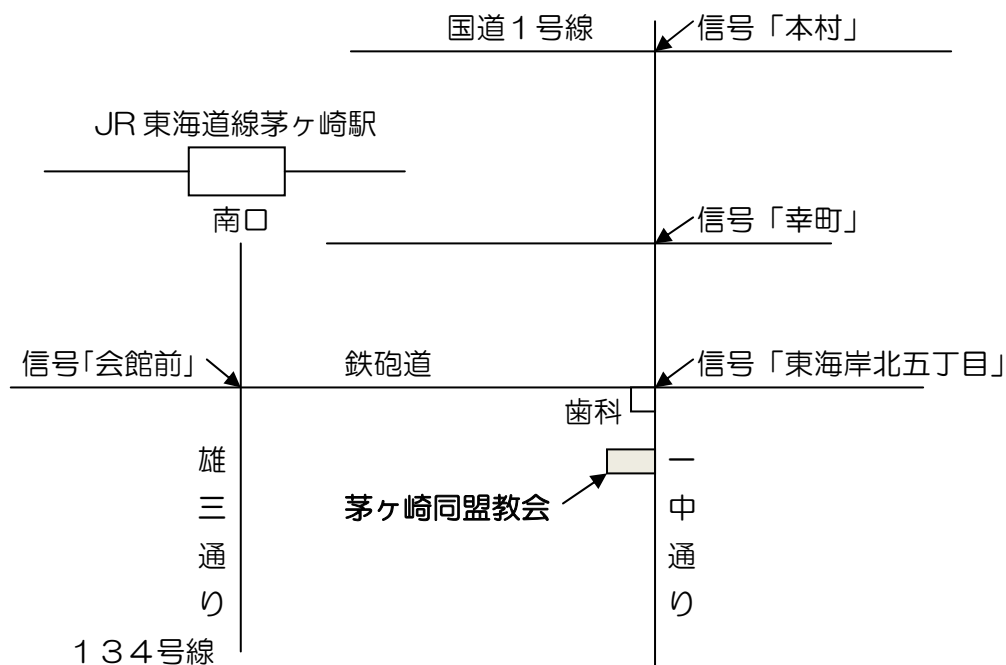 国道１号線
信号「本村」
JR東海道線茅ヶ崎駅
南口
信号「幸町」
信号「会館前」
鉄砲道
信号「東海岸北五丁目」
歯科
茅ヶ崎同盟教会
雄三通り
一中通り
１３４号線